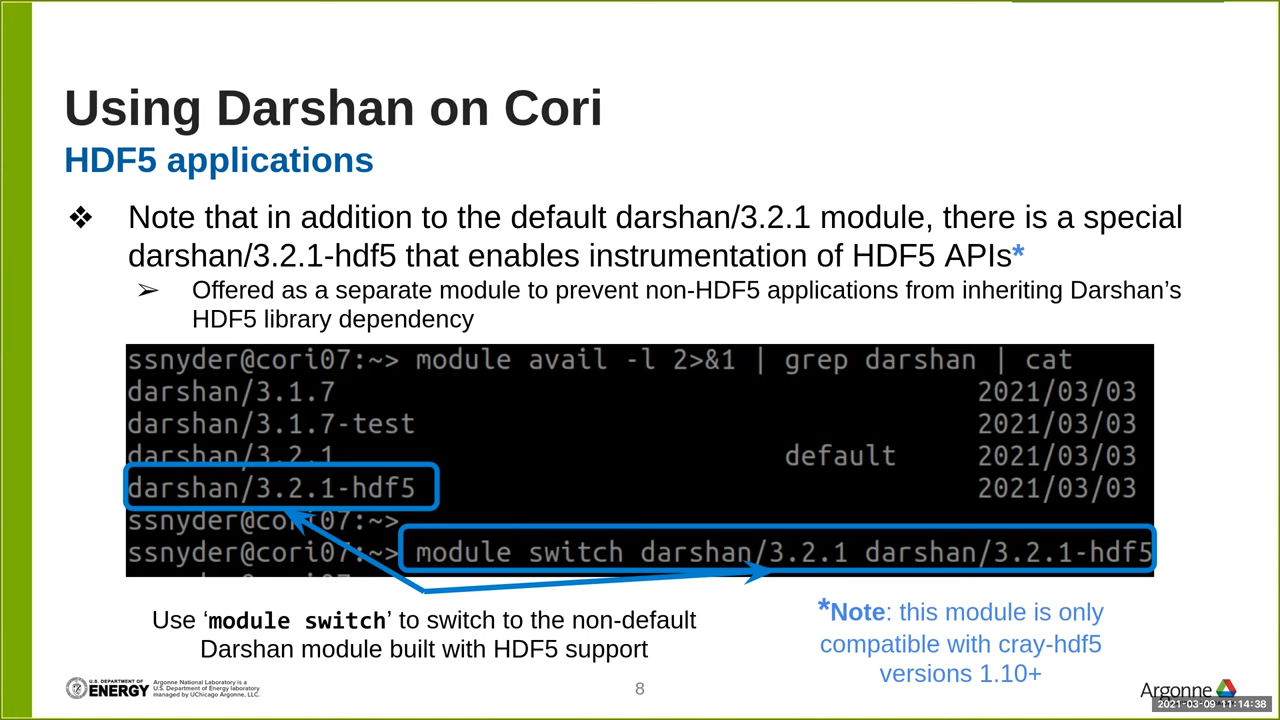 Using Darshan on Cori
HDF5 applications
❖ Note that in addition to the default darshan/3.2.1 module, there is a special
darshan/3.2.1-hdf5 that enables instrumentation of HDF5 APIs*
➢ Offered as a separate module to prevent non-HDF5 applications from inheriting Darshan's
HDF5 library dependency
ssnyder@cori07:~> module avail -l 2>&1 | grep darshan | cat
darshan/3.1.7 2021/03/03
darshan/3.1.7-test 2021/03/03
darshan/3.2.1 default 2021/03/03
darshan/3.2.1-hdf5 2021/03/03
ssnyder@cori07:~>
ssnyder@cori07:~> module switch darshan/3.2.1 darshan/3.2.1-hdf5
Use ‘module switch’ to switch to the non-default
Darshan module built with HDF5 support
*Note: this module is only
compatible with cray-hdf5
versions 1.10+
U.S. DEPARTMENT OF
ENERGY
Argonne National Laboratory is a
U.S. Department of Energy laboratory
managed by UChicago Argonne, LLC.
8
Argonne
2021-03-09 11:14:38